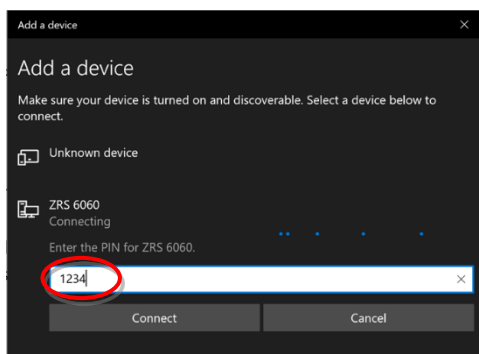 Add a device
Add a device
Make sure your device is turned on and discoverable. Select a device below to
connect.
Unknown device
ZRS 6060
Connecting
Enter the PIN for ZRS 6060.
1234
Connect
Cancel